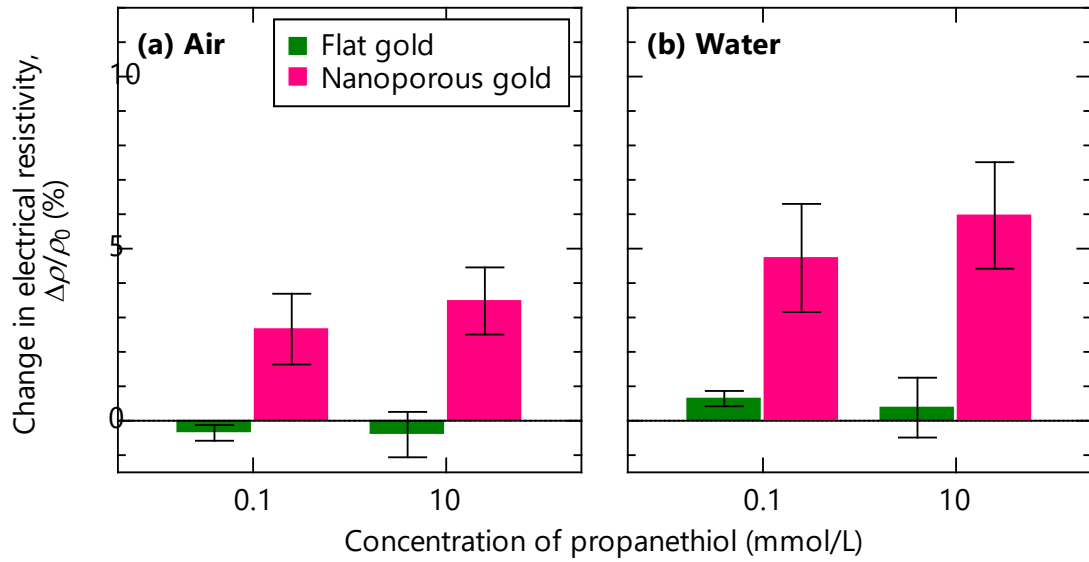 (a) Air
Flat gold
Nanoporous gold
(b) Water
Change in electrical resistivity,
Δρ/ρ0 (%)
10
5
0
0.1 10
0.1 10
Concentration of propanethiol (mmol/L)